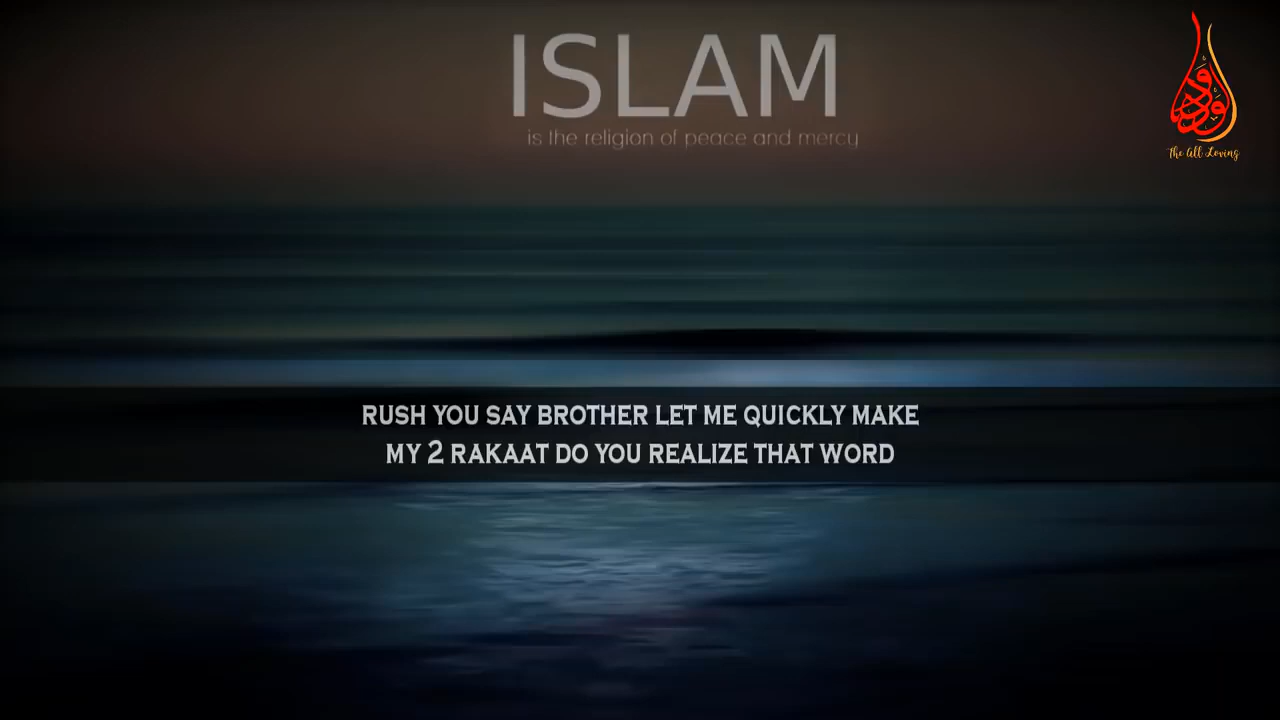 ISLAM
is the religion of peace and mercy
الودود
The All Loving
RUSH YOU SAY BROTHER LET ME QUICKLY MAKE
MY 2 RAKAAT DO YOU REALIZE THAT WORD